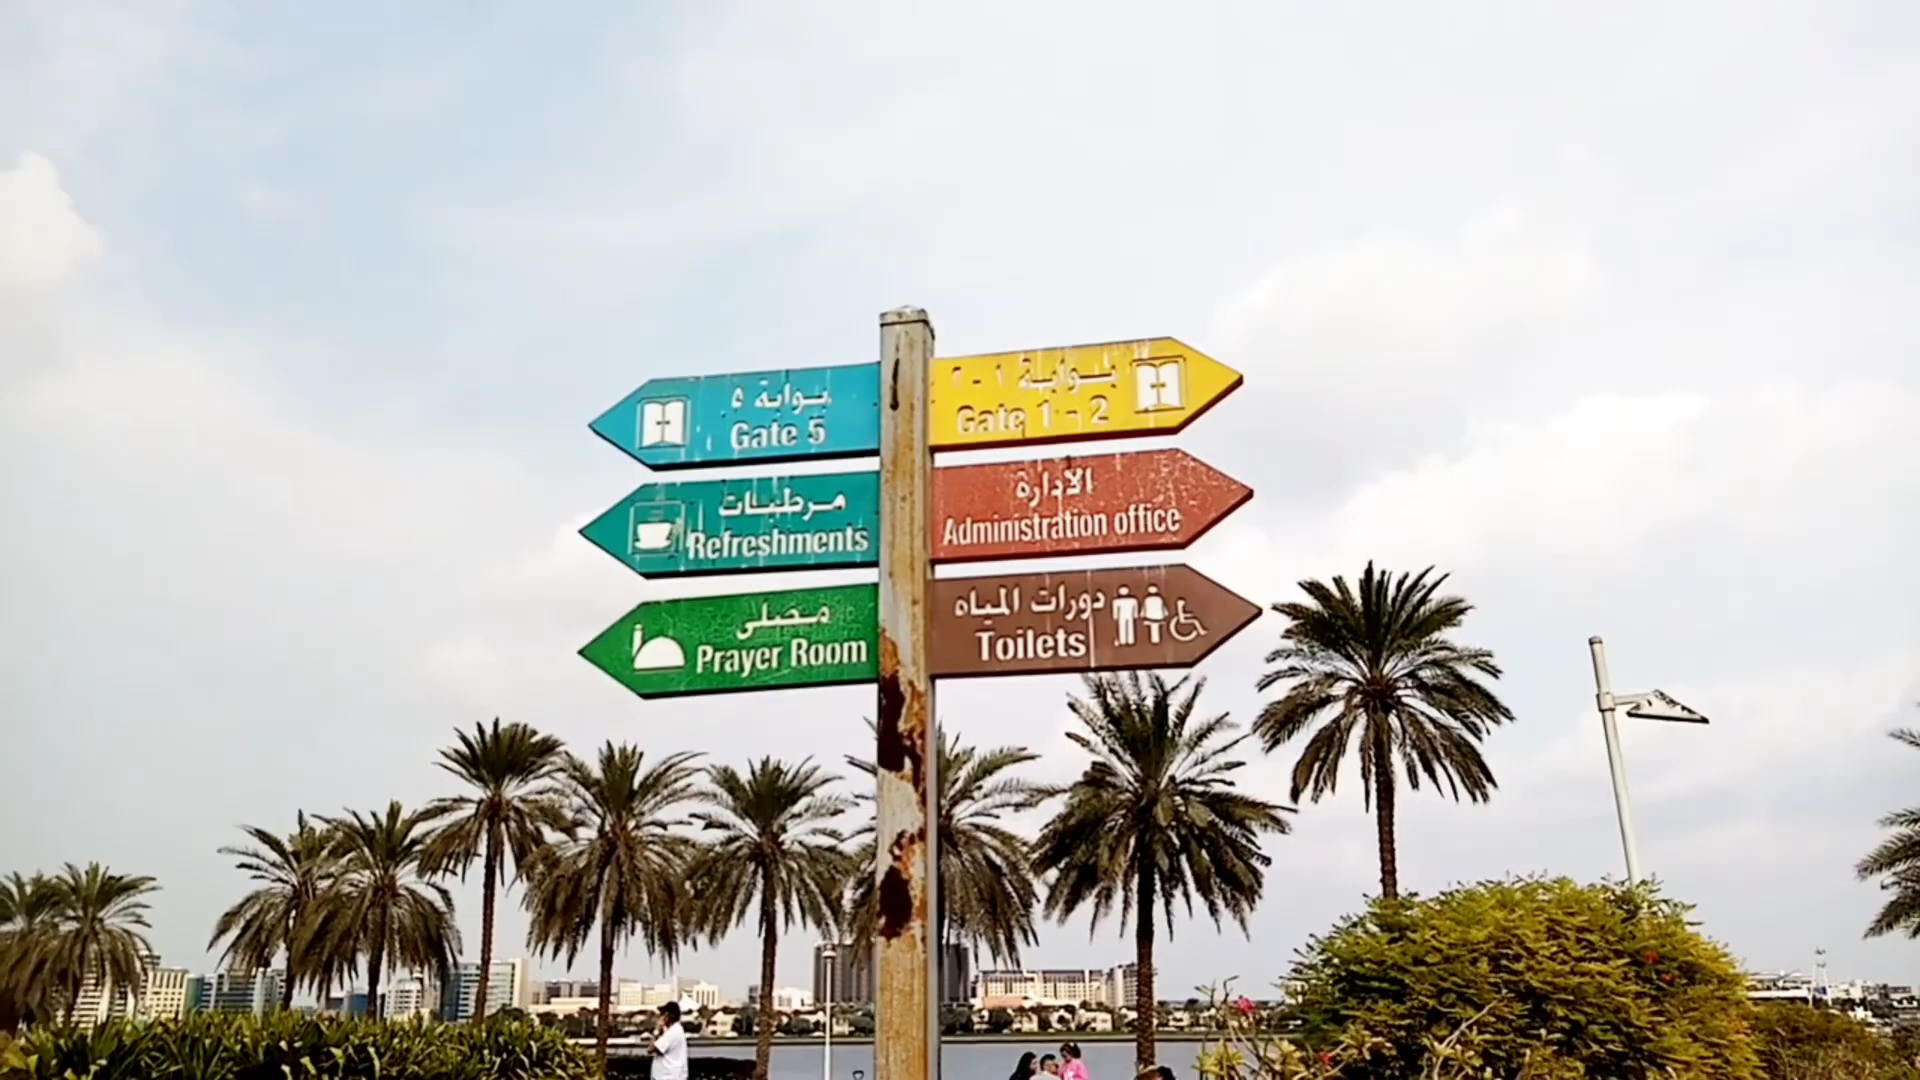 بوابة ٥
Gate 5
مرطبات
Refreshments
مصلى
Prayer Room
بوابة ١ - ٢
Gate 1 - 2
الادارة
Administration office
دورات المياه
Toilets